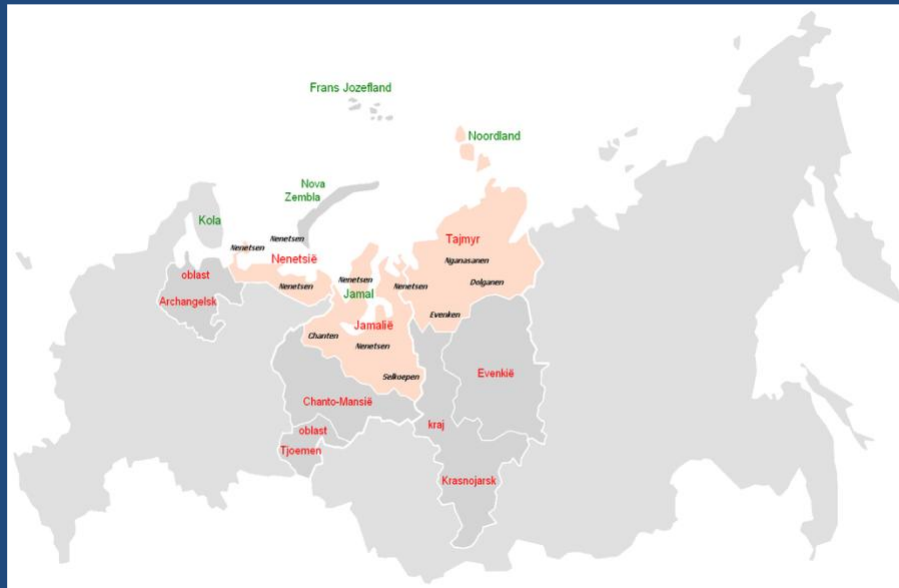 Frans Jozefland
Noordland
Nova
Zembla
Kola
Nenetsen
Nenetsen
Tajmyr
Nenetsië
Nganasanen
oblast
Nenetsen
Nenetsen
Nenetsen
Dolganen
Jamal
Archangelsk
Evenken
Jamalië
Chanten
Nenetsen
Evenkië
Selkoepen
Chanto-Mansië
kraj
oblast
Tjoemen
Krasnojarsk